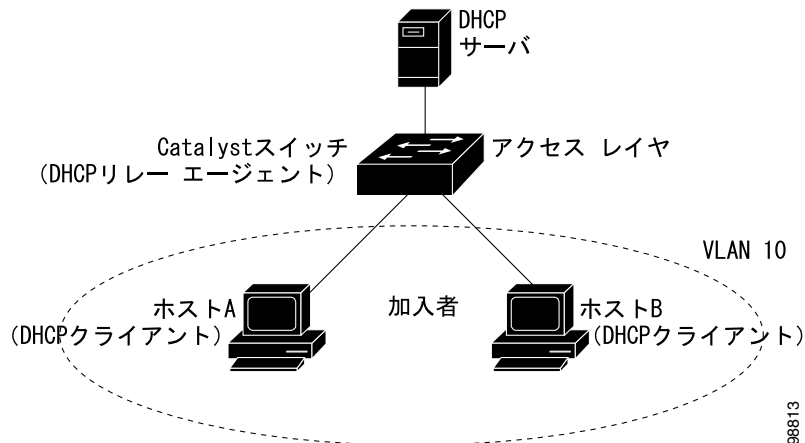 DHCP
サーバ
Catalystスイッチ
(DHCPリレー エージェント)
アクセス レイヤ
VLAN 10
ホストA
(DHCPクライアント)
加入者
ホストB
(DHCPクライアント)
98813